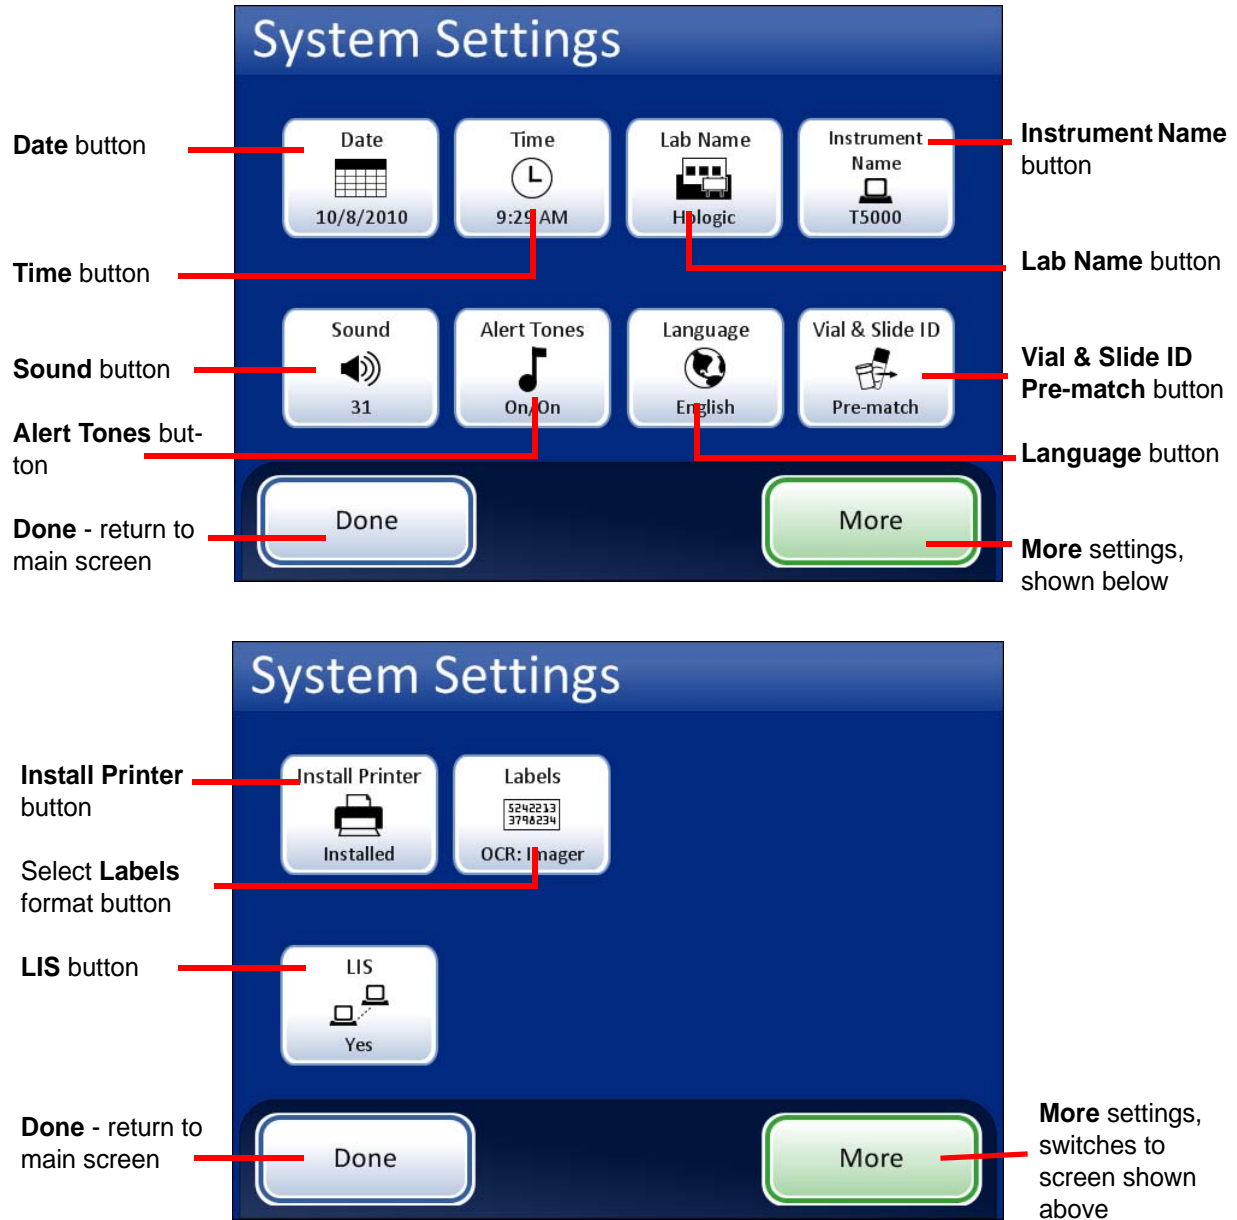 System Settings
Date button
Date
10/8/2010
Time
9:29 AM
Lab Name
Hologic
Instrument
Name
T5000
Instrument Name
button
Time button
Lab Name button
Sound button
Sound
31
Alert Tones
On/On
Language
English
Vial & Slide ID
Pre-match
Vial & Slide ID
Pre-match button
Alert Tones but-
ton
Language button
Done - return to
main screen
Done
More
More settings,
shown below
System Settings
Install Printer
button
Install Printer
Installed
Labels
5242213
3798234
OCR: Imager
Select Labels
format button
LIS button
LIS
Yes
Done - return to
main screen
Done
More
More settings,
switches to
screen shown
above